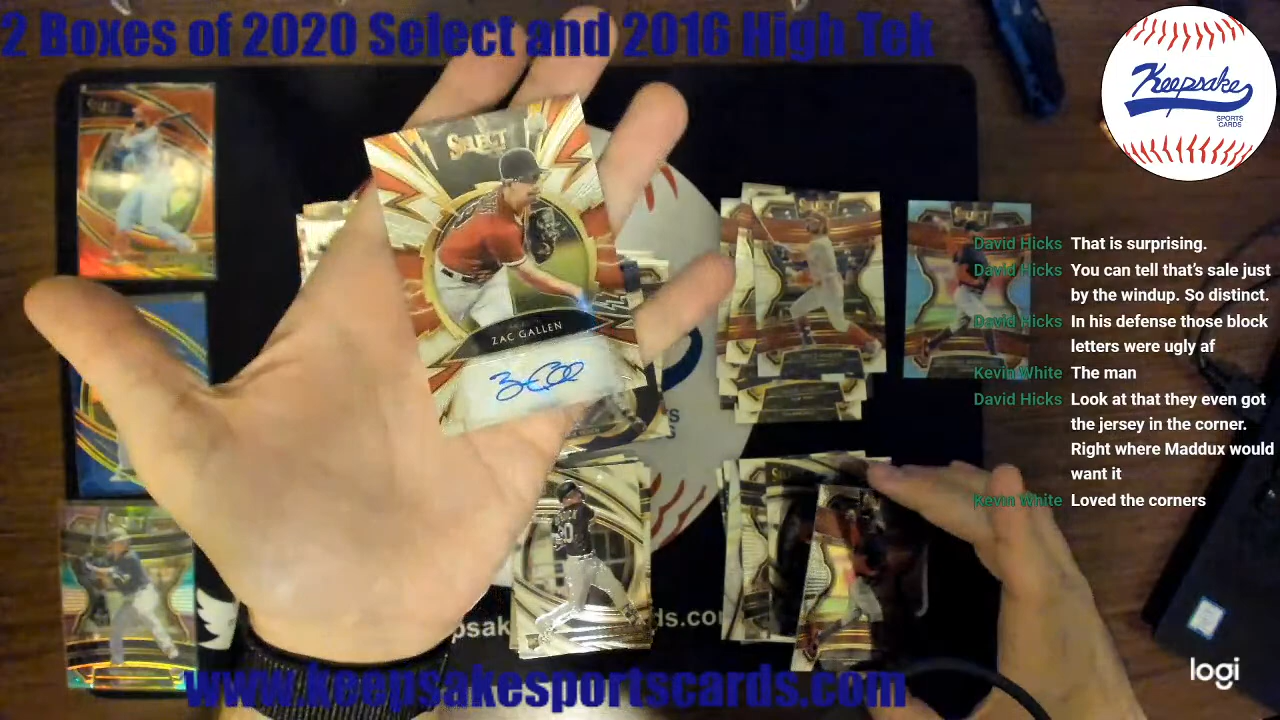 2 Boxes of 2020 Select and 2016 High Tek
Keepsake
SPORTS
CARDS
SELECT
ZAC GALLEN
SELECT
David Hicks That is surprising.
David Hicks You can tell that's sale just
by the windup. So distinct.
David Hicks In his defense those block
letters were ugly af
Kevin White The man
David Hicks Look at that they even got
the jersey in the corner.
Right where Maddux would
want it
Kevin White Loved the corners
www.keepsakesportscards.com
logi